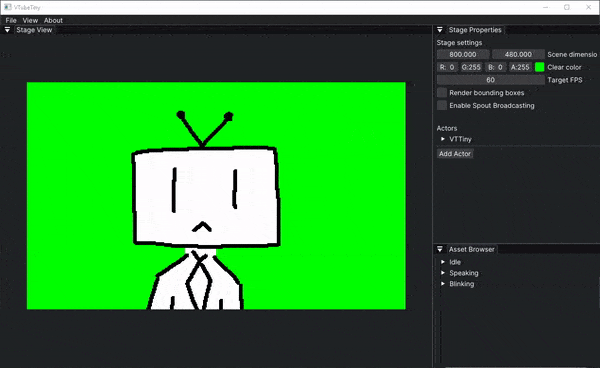 VTubeTiny
File View About
Stage View
Stage Properties
Stage settings
800.000 480.000 Scene dimensio
R: 0 G:255 B: 0 A:255 Clear color
60 Target FPS
Render bounding boxes
Enable Spout Broadcasting
Actors
VTTiny
Add Actor
Asset Browser
Idle
Speaking
Blinking